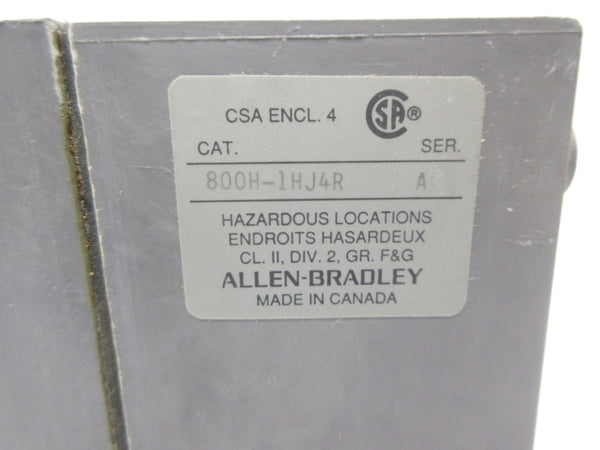 CSA ENCL. 4 CSA®
CAT. SER.
800H-1HJ4R A
HAZARDOUS LOCATIONS
ENDROITS HASARDEUX
CL. II, DIV. 2, GR. F&G
ALLEN-BRADLEY
MADE IN CANADA